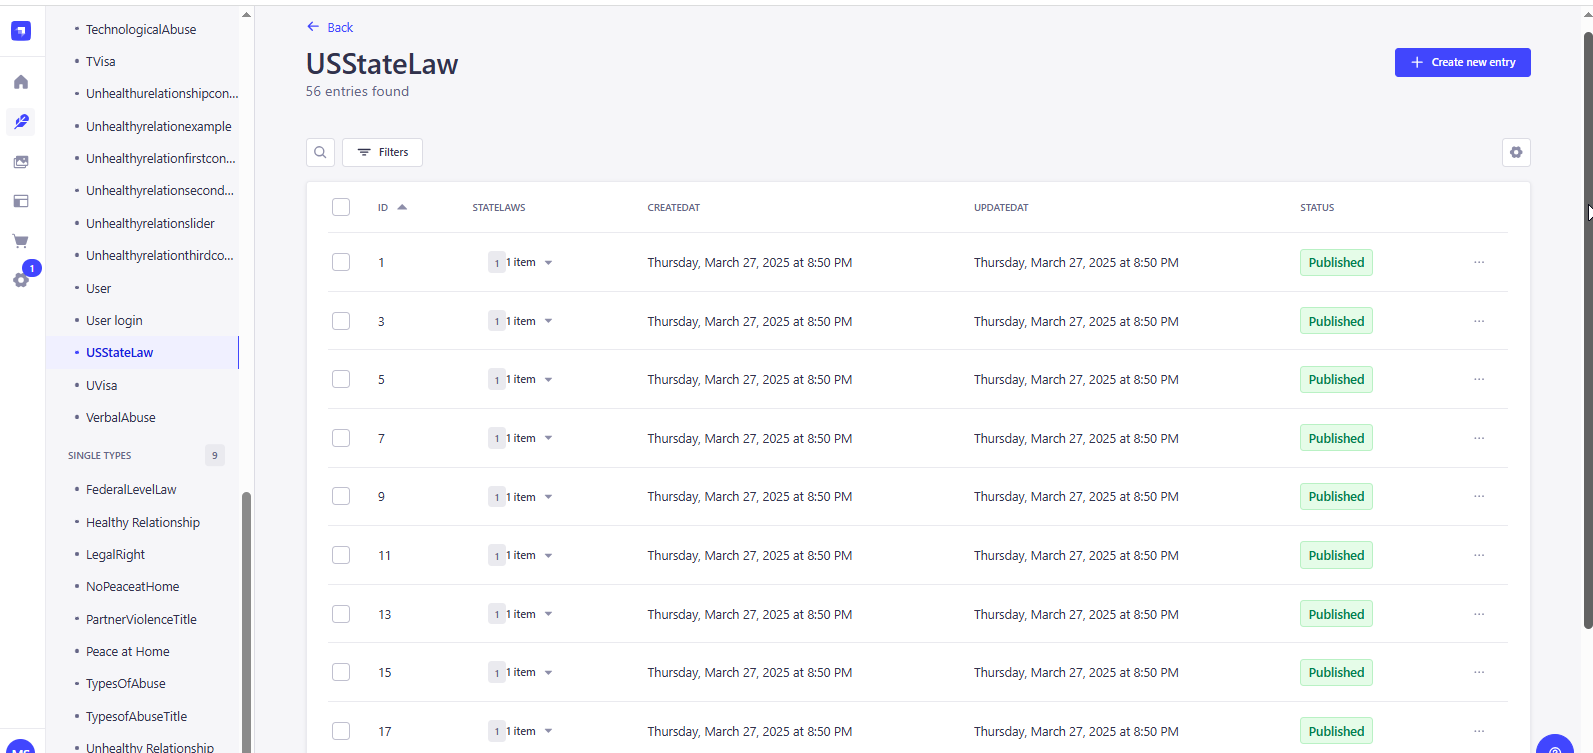 TechnologicalAbuse
TVisa
Unhealthurelationshipcon...
Unhealthyrelationexample
Unhealthyrelationfirstcon...
Unhealthyrelationsecond...
Unhealthyrelationslider
Unhealthyrelationthirdco...
1
User
User login
USStateLaw
UVisa
VerbalAbuse
SINGLE TYPES 9
FederalLevelLaw
Healthy Relationship
LegalRight
NoPeaceatHome
PartnerViolenceTitle
Peace at Home
TypesOfAbuse
TypesofAbuseTitle
Unhealthy Relationship
Back
USStateLaw
56 entries found
Create new entry
Filters
ID STATELAWS CREATEDAT UPDATEDAT STATUS
1 1 1 item Thursday, March 27, 2025 at 8:50 PM Thursday, March 27, 2025 at 8:50 PM Published ...
3 1 1 item Thursday, March 27, 2025 at 8:50 PM Thursday, March 27, 2025 at 8:50 PM Published ...
5 1 1 item Thursday, March 27, 2025 at 8:50 PM Thursday, March 27, 2025 at 8:50 PM Published ...
7 1 1 item Thursday, March 27, 2025 at 8:50 PM Thursday, March 27, 2025 at 8:50 PM Published ...
9 1 1 item Thursday, March 27, 2025 at 8:50 PM Thursday, March 27, 2025 at 8:50 PM Published ...
11 1 1 item Thursday, March 27, 2025 at 8:50 PM Thursday, March 27, 2025 at 8:50 PM Published ...
13 1 1 item Thursday, March 27, 2025 at 8:50 PM Thursday, March 27, 2025 at 8:50 PM Published ...
15 1 1 item Thursday, March 27, 2025 at 8:50 PM Thursday, March 27, 2025 at 8:50 PM Published ...
17 1 1 item Thursday, March 27, 2025 at 8:50 PM Thursday, March 27, 2025 at 8:50 PM Published ...